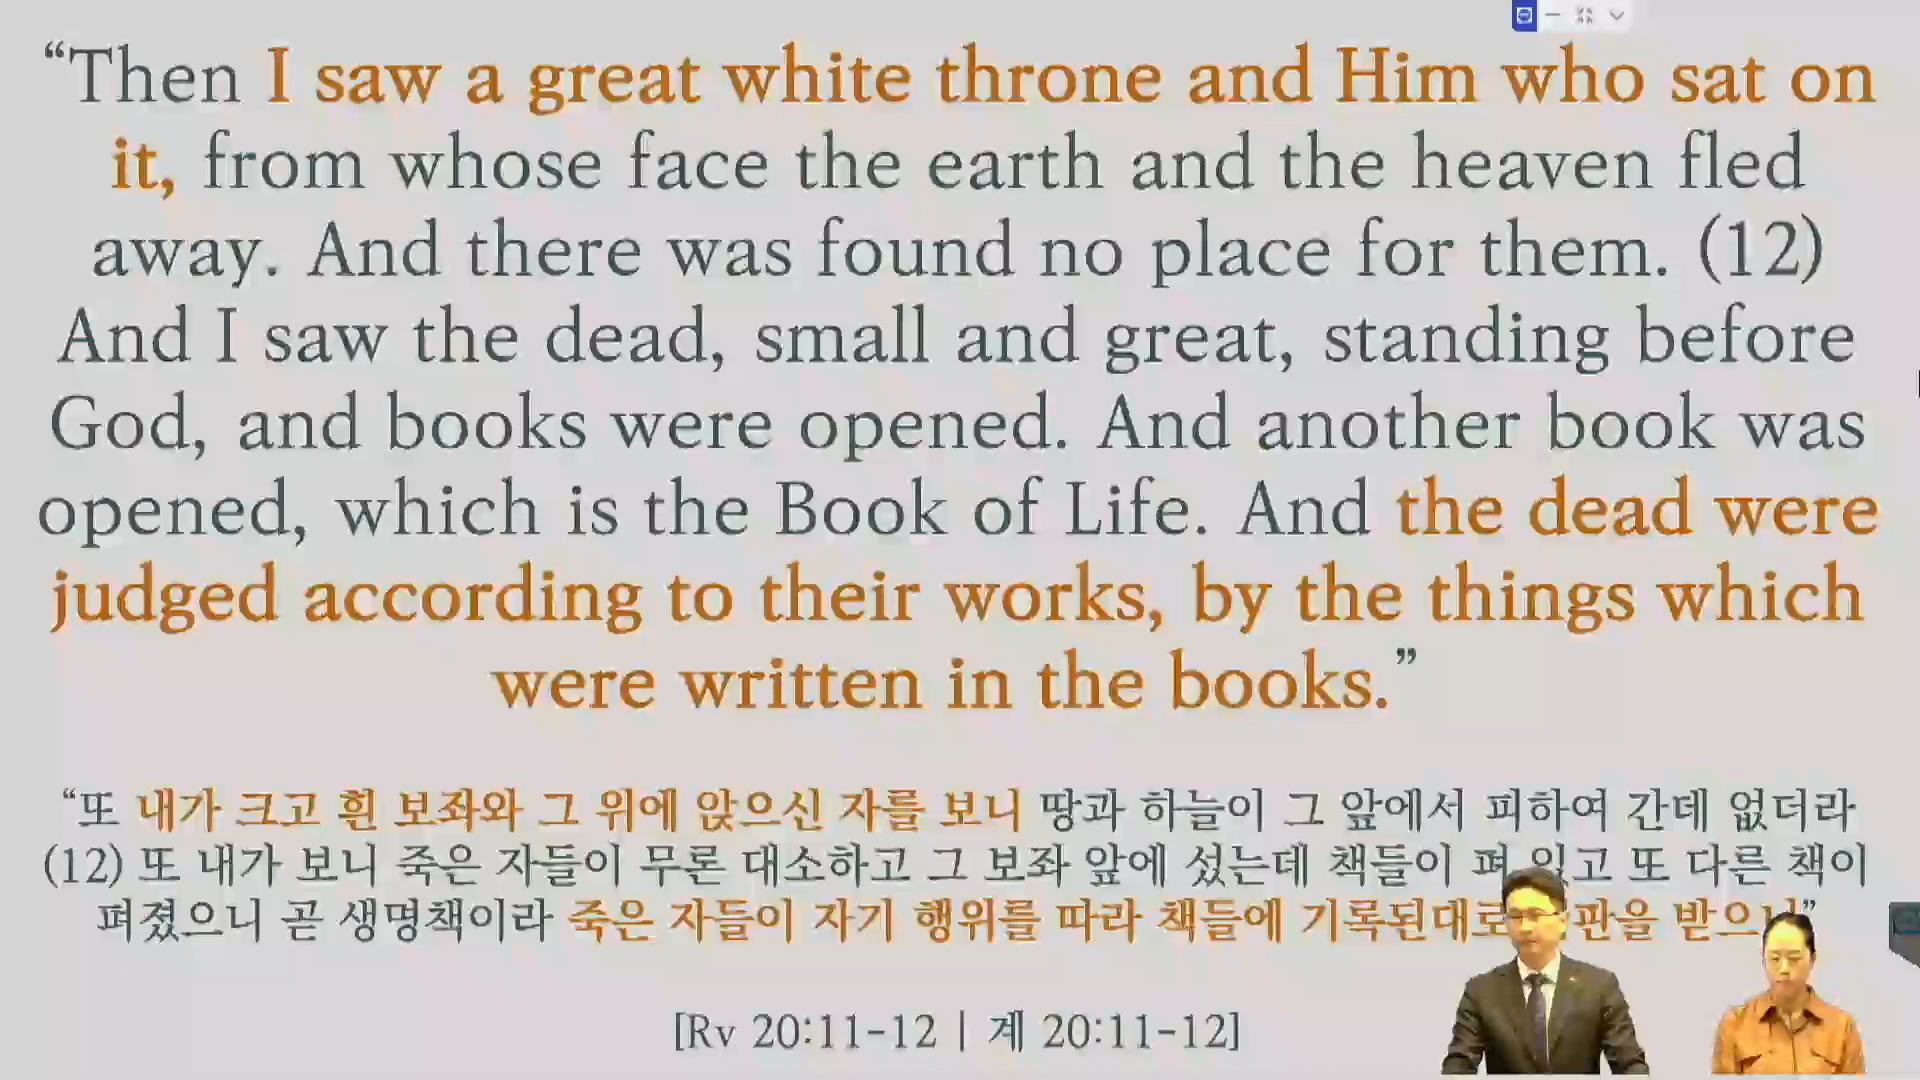 “Then I saw a great white throne and Him who sat on
it, from whose face the earth and the heaven fled
away. And there was found no place for them. (12)
And I saw the dead, small and great, standing before
God, and books were opened. And another book was
opened, which is the Book of Life. And the dead were
judged according to their works, by the things which
were written in the books.”
“또 내가 크고 흰 보좌와 그 위에 앉으신 자를 보니 땅과 하늘이 그 앞에서 피하여 간데 없더라
(12) 또 내가 보니 죽은 자들이 무론 대소하고 그 보좌 앞에 섰는데 책들이 펴 있고 또 다른 책이
펴졌으니 곧 생명책이라 죽은 자들이 자기 행위를 따라 책들에 기록된대로 받으
[Rv 20:11-12 | 계 20:11-12]